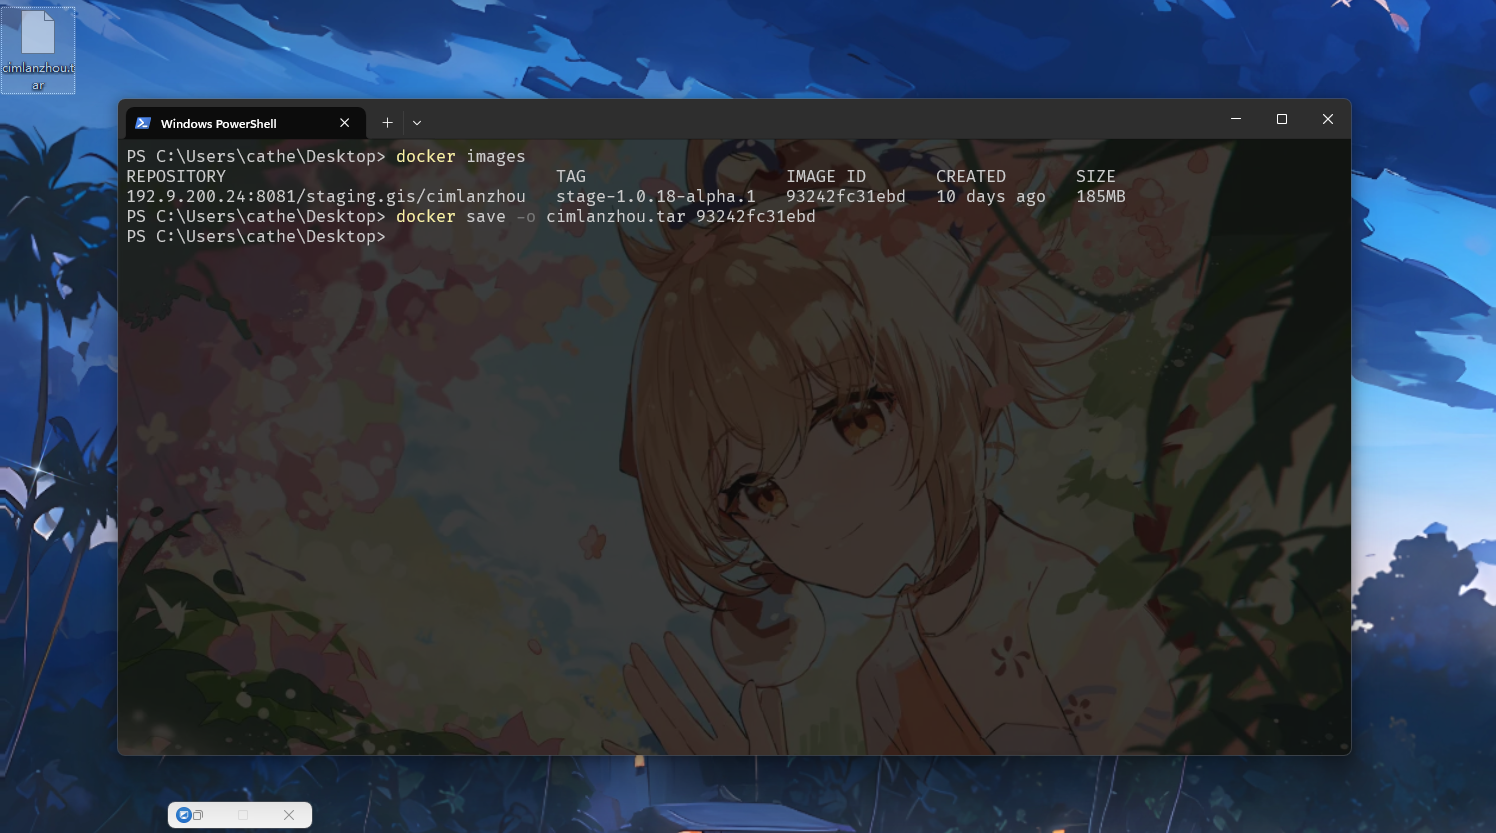 cimlanzhou.t
ar
Windows PowerShell
PS C:\Users\cathe\Desktop> docker images
REPOSITORY TAG IMAGE ID CREATED SIZE
192.9.200.24:8081/staging.gis/cimlanzhou stage-1.0.18-alpha.1 93242fc31ebd 10 days ago 185MB
PS C:\Users\cathe\Desktop> docker save -o cimlanzhou.tar 93242fc31ebd
PS C:\Users\cathe\Desktop>